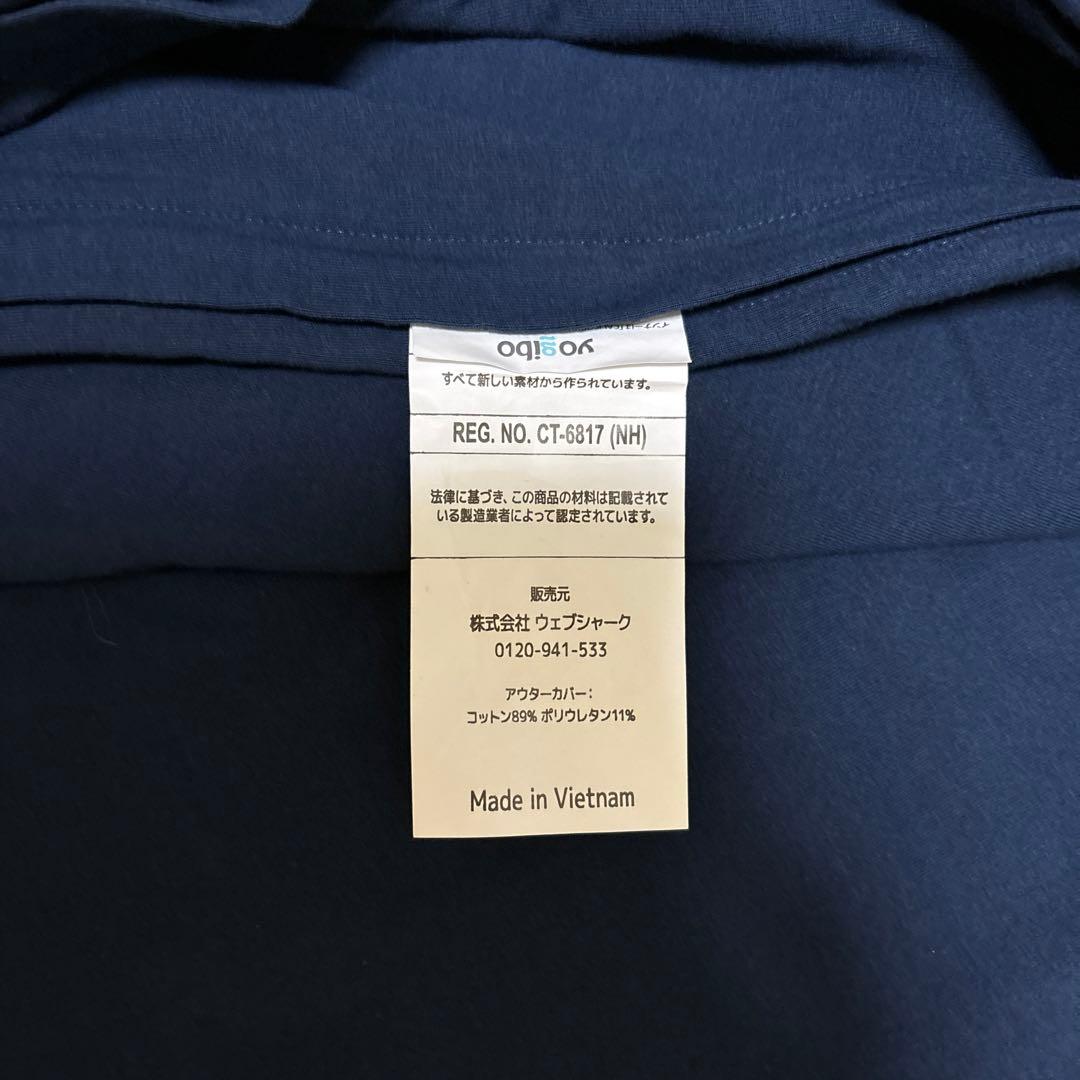 yogibo
すべて新しい素材から作られています。
REG. NO. CT-6817 (NH)
法律に基づき、この商品の材料は記載されて
いる製造業者によって認定されています。
販売元
株式会社 ウェブシャーク
0120-941-533
アウターカバー：
コットン89% ポリウレタン11%
Made in Vietnam